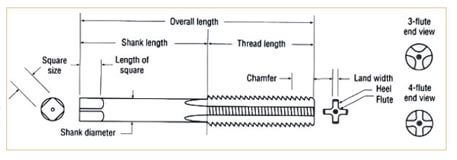 Overall length
Shank length
Thread length
3-flute
end view
Square
size
Length of
square
Chamfer
Land width
Heel
Flute
4-flute
end view
Shank diameter